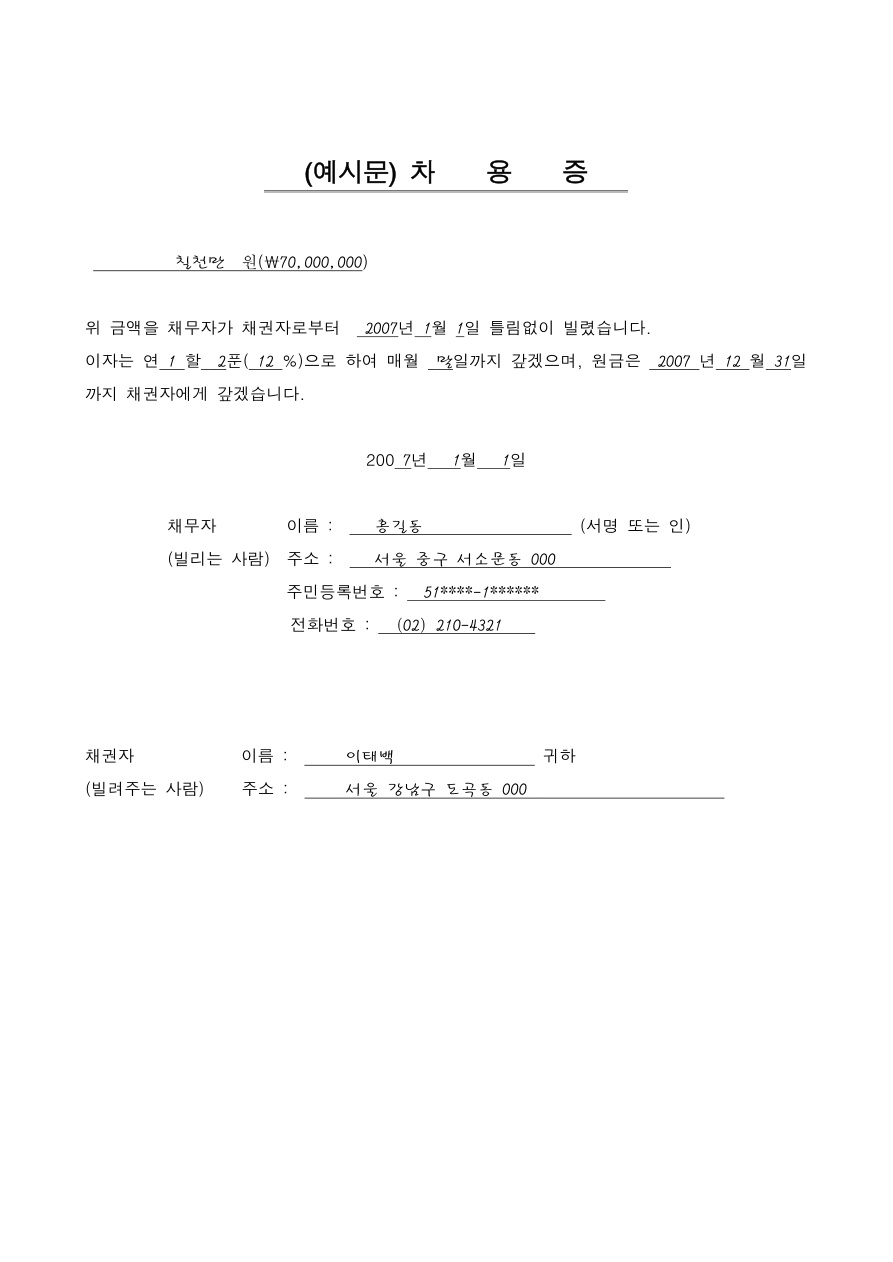 (예시문) 차 용 증
칠천만 원(₩70,000,000)
위 금액을 채무자가 채권자로부터 2007년 1월 1일 틀림없이 빌렸습니다.
이자는 연 1 할 2푼( 12 %)으로 하여 매월 말일까지 갚겠으며, 원금은 2007 년 12 월 31일
까지 채권자에게 갚겠습니다.
200 7년 1월 1일
채무자 이름 : 홍길동 (서명 또는 인)
(빌리는 사람) 주소 : 서울 중구 서소문동 000
주민등록번호 : 51****-1******
전화번호 : (02) 210-4321
채권자 이름 : 이태백 귀하
(빌려주는 사람) 주소 : 서울 강남구 도곡동 000